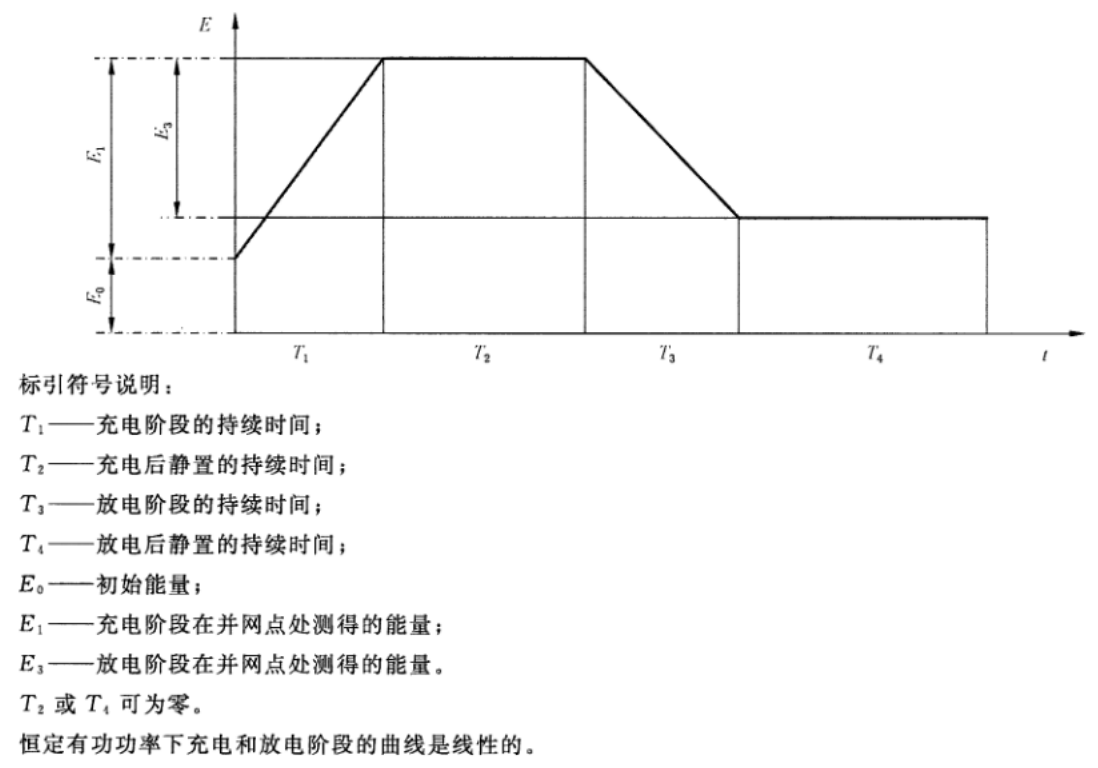 E
E₃
E₁
E₀
T₁ T₂ T₃ T₄ t
标引符号说明：
T₁——充电阶段的持续时间；
T₂——充电后静置的持续时间；
T₃——放电阶段的持续时间；
T₄——放电后静置的持续时间；
E₀——初始能量；
E₁——充电阶段在并网点处测得的能量；
E₃——放电阶段在并网点处测得的能量。
T₂ 或 T₄ 可为零。
恒定有功功率下充电和放电阶段的曲线是线性的。